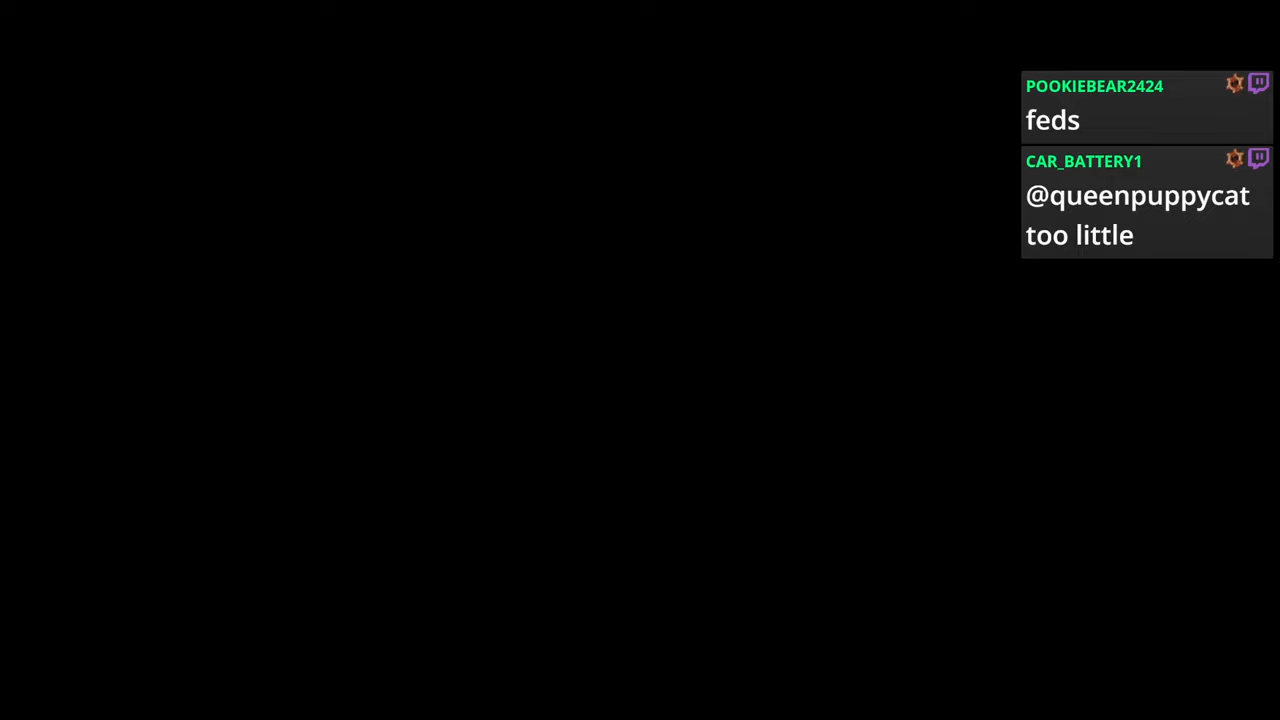 POOKIEBEAR2424
feds
CAR_BATTERY1
@queenpuppycat
too little